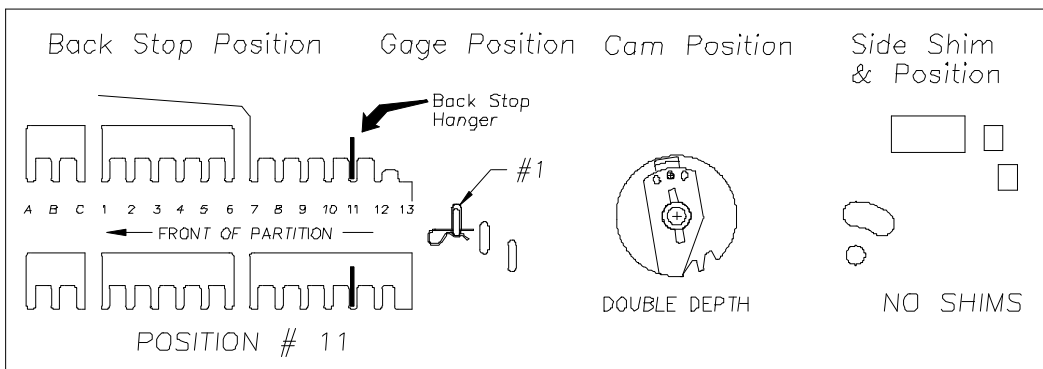 Back Stop Position
Gage Position
Cam Position
Side Shim
& Position
Back Stop
Hanger
#1
A B C 1 2 3 4 5 6 7 8 9 10 11 12 13
FRONT OF PARTITION
DOUBLE DEPTH
NO SHIMS
POSITION # 11